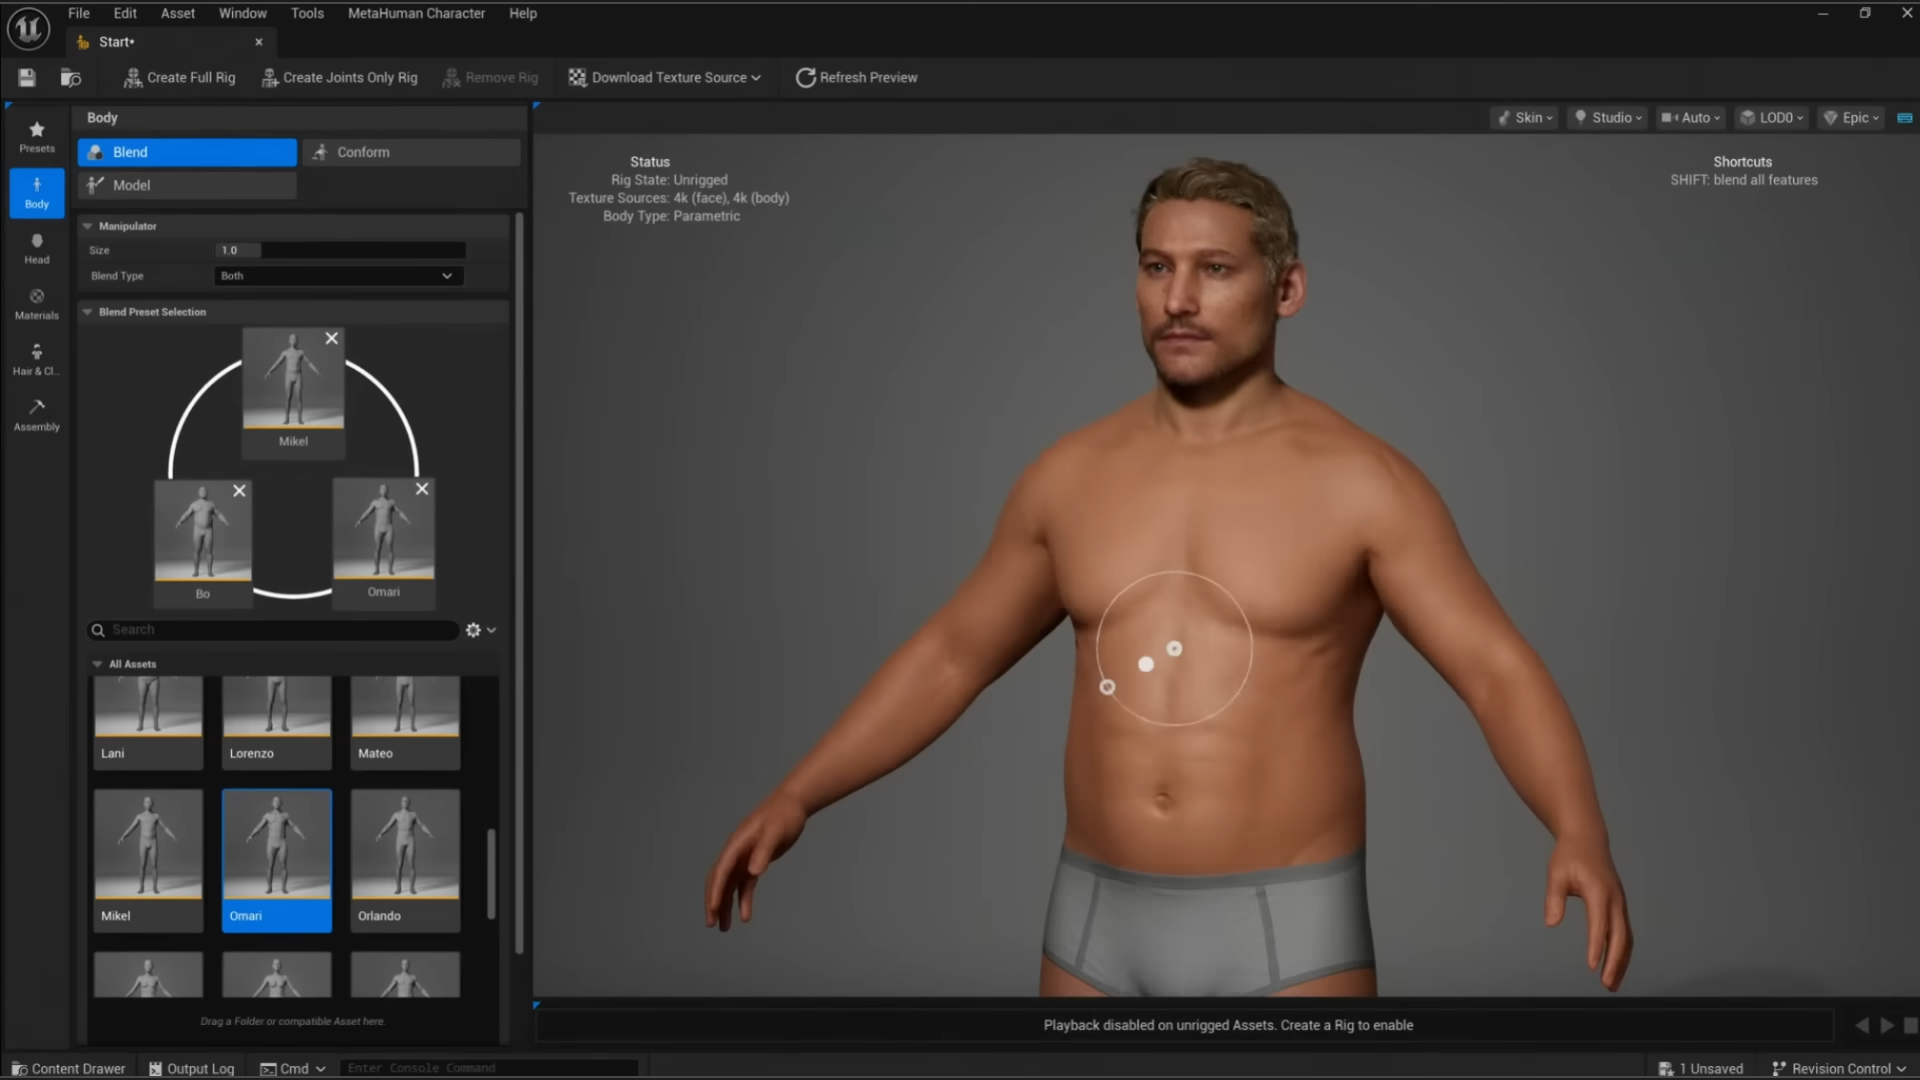 File Edit Asset Window Tools MetaHuman Character Help
Start•
Create Full Rig Create Joints Only Rig Remove Rig Download Texture Source Refresh Preview
Presets
Body
Head
Materials
Hair & Cl...
Assembly
Body
Blend Conform
Model
Manipulator
Size 1.0
Blend Type Both
Blend Preset Selection
Mikel
Bo Omari
Search
All Assets
Lani Lorenzo Mateo
Mikel Omari Orlando
Drag a Folder or compatible Asset here.
Skin Studio Auto LOD0 Epic
Status
Rig State: Unrigged
Texture Sources: 4k (face), 4k (body)
Body Type: Parametric
Shortcuts
SHIFT: blend all features
Playback disabled on unrigged Assets. Create a Rig to enable
Content Drawer Output Log Cmd Enter Console Command 1 Unsaved Revision Control